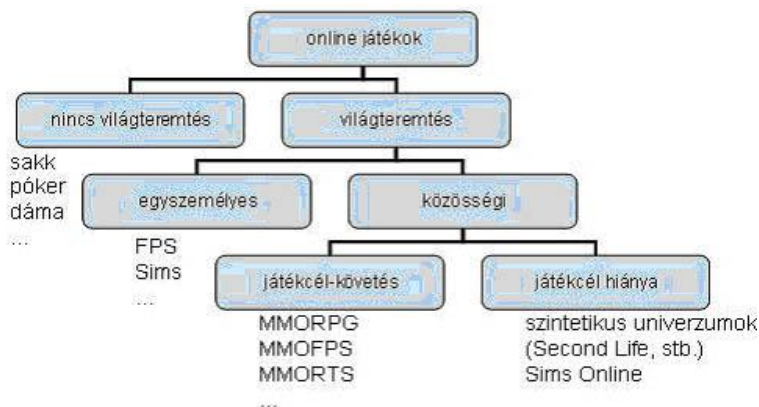 online játékok
nincs világteremtés
világteremtés
sakk
póker
dáma
...
egyszemélyes
közösségi
FPS
Sims
...
játékcél-követés
játékcél hiánya
MMORPG
MMOFPS
MMORTS
...
szintetikus univerzumok
(Second Life, stb.)
Sims Online